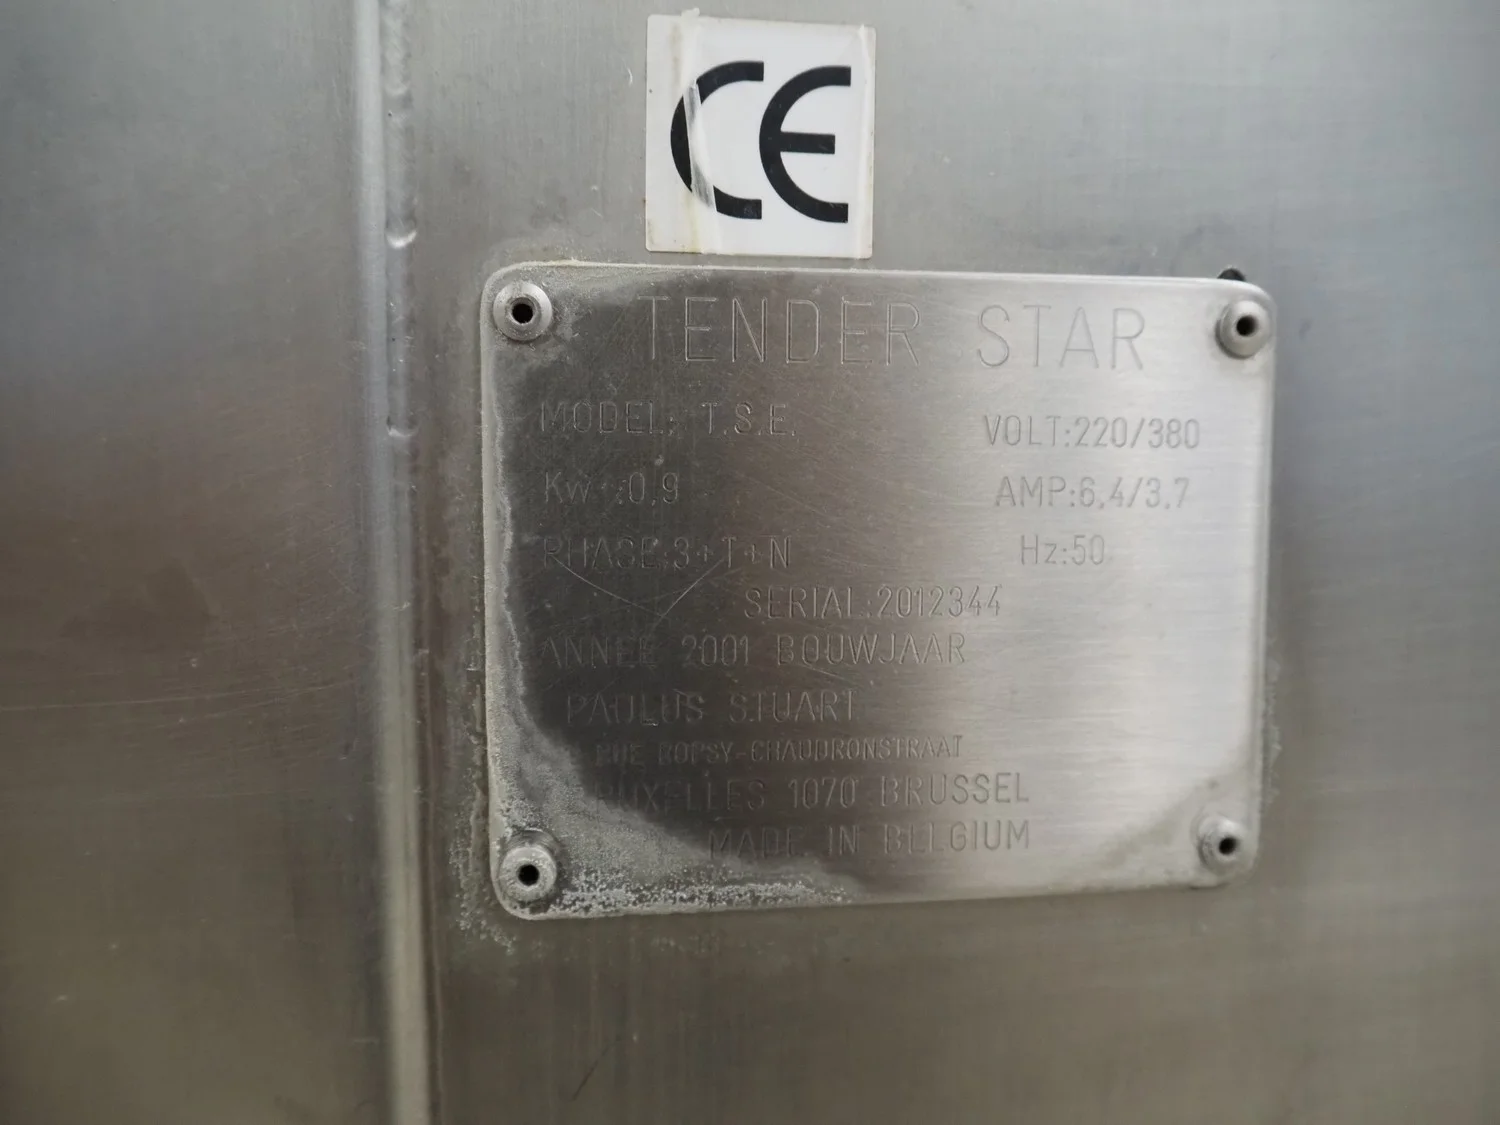 CE
TENDER STAR
MODEL: T.S.E. VOLT:220/380
Kw :0,9 AMP:6,4/3,7
PHASE:3+T+N Hz:50
SERIAL:2012344
ANNEE 2001 BOUWJAAR
PAULUS STUART
RUE ROPSY-CHAUDRONSTRAAT
BRUXELLES 1070 BRUSSEL
MADE IN BELGIUM